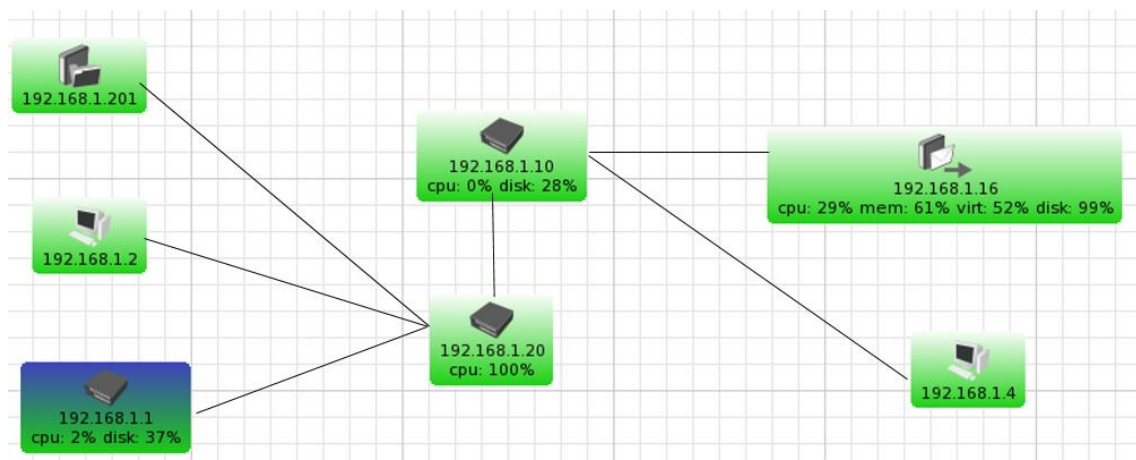 192.168.1.201
192.168.1.10
cpu: 0% disk: 28%
192.168.1.16
cpu: 29% mem: 61% virt: 52% disk: 99%
192.168.1.2
192.168.1.20
cpu: 100%
192.168.1.4
192.168.1.1
cpu: 2% disk: 37%